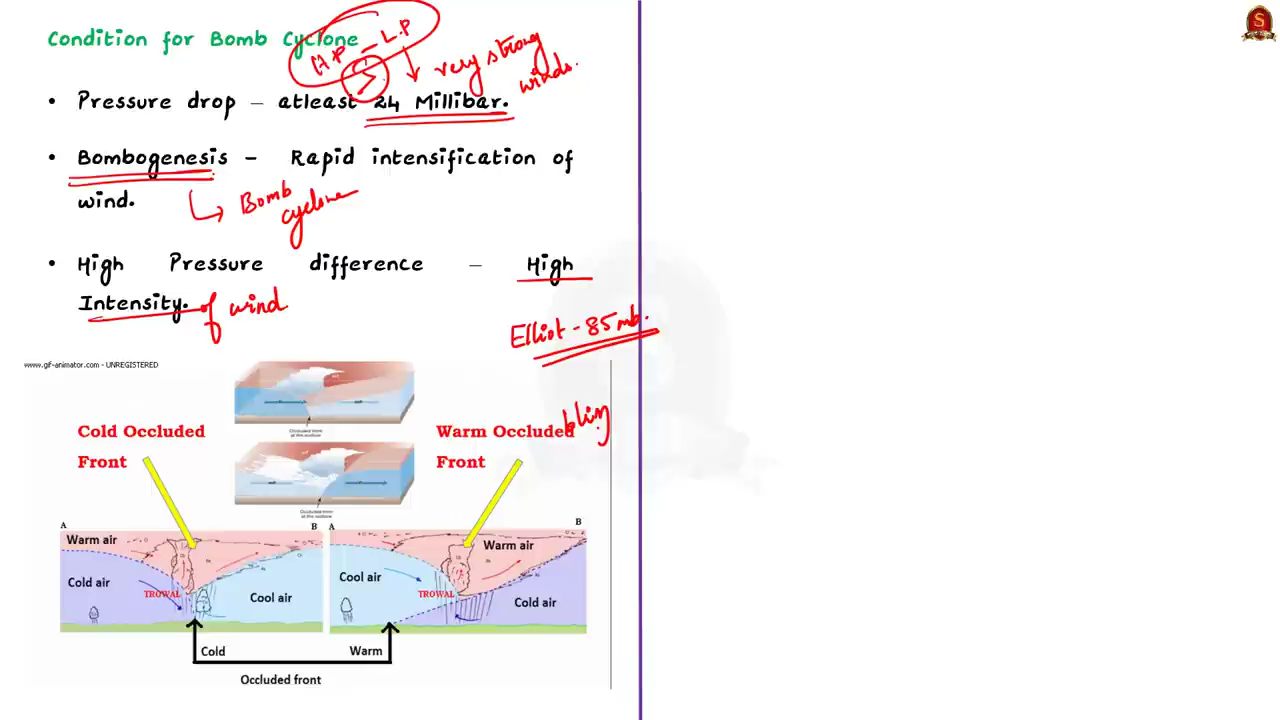 Condition for Bomb Cyclone
H.P - L.P
very strong
winds.
• Pressure drop – atleast 24 Millibar.
• Bombogenesis – Rapid intensification of
wind.
Bomb
cyclone
• High Pressure difference – High
Intensity. of wind
Elliot - 85 mb.
www.gif-animator.com - UNREGISTERED
Cold Occluded
Front
Warm Occluded
Front
A
B
A
B
Warm air
Warm air
Cold air
Cool air
Cool air
Cold air
TROWAL
TROWAL
Cold
Warm
Occluded front
S